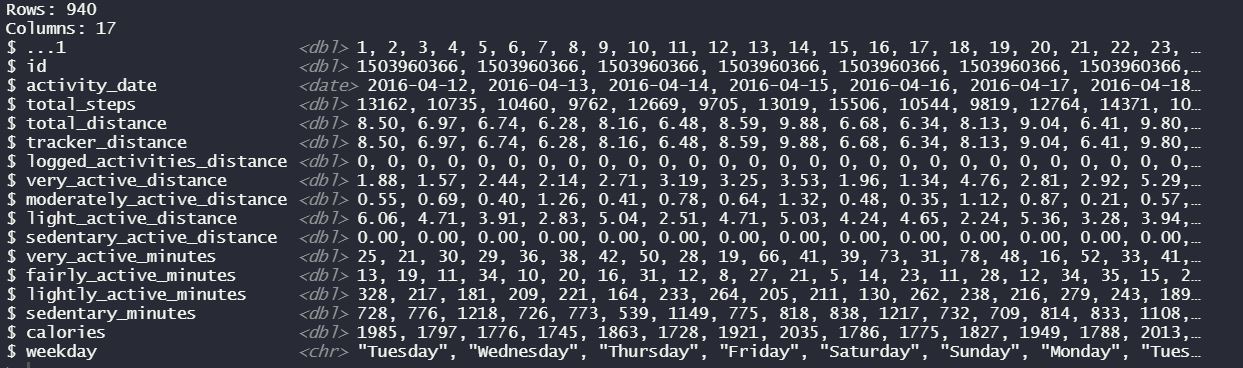 Rows: 940
Columns: 17
$ ...1 <dbl> 1, 2, 3, 4, 5, 6, 7, 8, 9, 10, 11, 12, 13, 14, 15, 16, 17, 18, 19, 20, 21, 22, 23, …
$ id <dbl> 1503960366, 1503960366, 1503960366, 1503960366, 1503960366, 1503960366, 1503960366,…
$ activity_date <date> 2016-04-12, 2016-04-13, 2016-04-14, 2016-04-15, 2016-04-16, 2016-04-17, 2016-04-18…
$ total_steps <dbl> 13162, 10735, 10460, 9762, 12669, 9705, 13019, 15506, 10544, 9819, 12764, 14371, 10…
$ total_distance <dbl> 8.50, 6.97, 6.74, 6.28, 8.16, 6.48, 8.59, 9.88, 6.68, 6.34, 8.13, 9.04, 6.41, 9.80,…
$ tracker_distance <dbl> 8.50, 6.97, 6.74, 6.28, 8.16, 6.48, 8.59, 9.88, 6.68, 6.34, 8.13, 9.04, 6.41, 9.80,…
$ logged_activities_distance <dbl> 0, 0, 0, 0, 0, 0, 0, 0, 0, 0, 0, 0, 0, 0, 0, 0, 0, 0, 0, 0, 0, 0, 0, 0, 0, 0, 0, 0,…
$ very_active_distance <dbl> 1.88, 1.57, 2.44, 2.14, 2.71, 3.19, 3.25, 3.53, 1.96, 1.34, 4.76, 2.81, 2.92, 5.29,…
$ moderately_active_distance <dbl> 0.55, 0.69, 0.40, 1.26, 0.41, 0.78, 0.64, 1.32, 0.48, 0.35, 1.12, 0.87, 0.21, 0.57,…
$ light_active_distance <dbl> 6.06, 4.71, 3.91, 2.83, 5.04, 2.51, 4.71, 5.03, 4.24, 4.65, 2.24, 5.36, 3.28, 3.94,…
$ sedentary_active_distance <dbl> 0.00, 0.00, 0.00, 0.00, 0.00, 0.00, 0.00, 0.00, 0.00, 0.00, 0.00, 0.00, 0.00, 0.00,…
$ very_active_minutes <dbl> 25, 21, 30, 29, 36, 38, 42, 50, 28, 19, 66, 41, 39, 73, 31, 78, 48, 16, 52, 33, 41,…
$ fairly_active_minutes <dbl> 13, 19, 11, 34, 10, 20, 16, 31, 12, 8, 27, 21, 5, 14, 23, 11, 28, 12, 34, 35, 15, 2…
$ lightly_active_minutes <dbl> 328, 217, 181, 209, 221, 164, 233, 264, 205, 211, 130, 262, 238, 216, 279, 243, 189…
$ sedentary_minutes <dbl> 728, 776, 1218, 726, 773, 539, 1149, 775, 818, 838, 1217, 732, 709, 814, 833, 1108,…
$ calories <dbl> 1985, 1797, 1776, 1745, 1863, 1728, 1921, 2035, 1786, 1775, 1827, 1949, 1788, 2013,…
$ weekday <chr> "Tuesday", "Wednesday", "Thursday", "Friday", "Saturday", "Sunday", "Monday", "Tues…